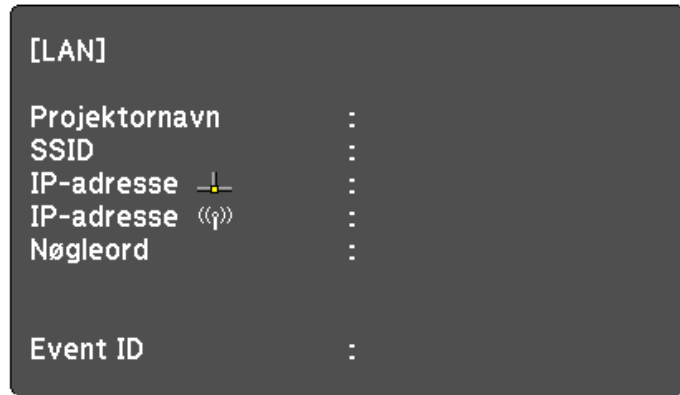 [LAN]
Projektornavn :
SSID :
IP-adresse :
IP-adresse :
Nøgleord :
Event ID :